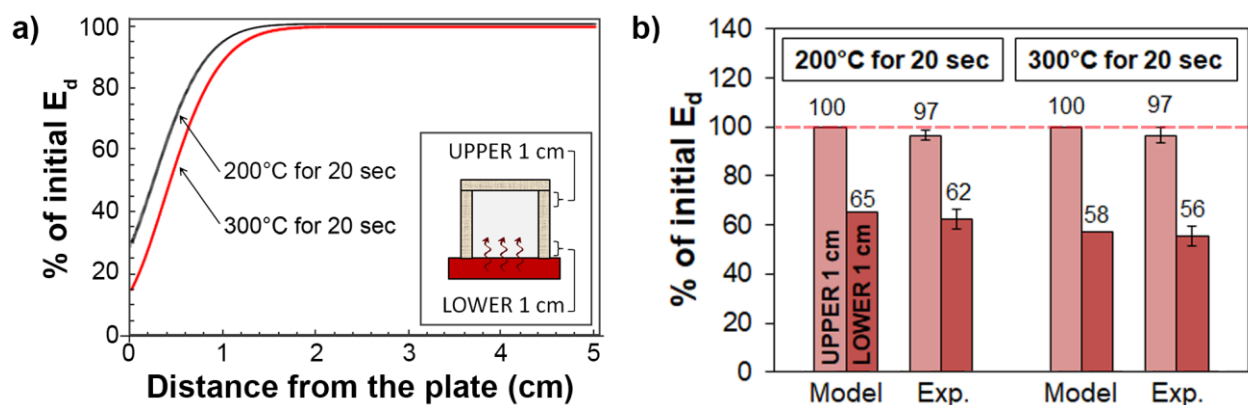 a)
% of initial E_d
100
80
60
40
20
0
200°C for 20 sec
300°C for 20 sec
UPPER 1 cm
LOWER 1 cm
0
1
2
3
4
5
Distance from the plate (cm)
b)
% of initial E_d
140
120
100
80
60
40
20
0
200°C for 20 sec
300°C for 20 sec
100
65
97
62
100
58
97
56
UPPER 1 cm
LOWER 1 cm
Model
Exp.
Model
Exp.